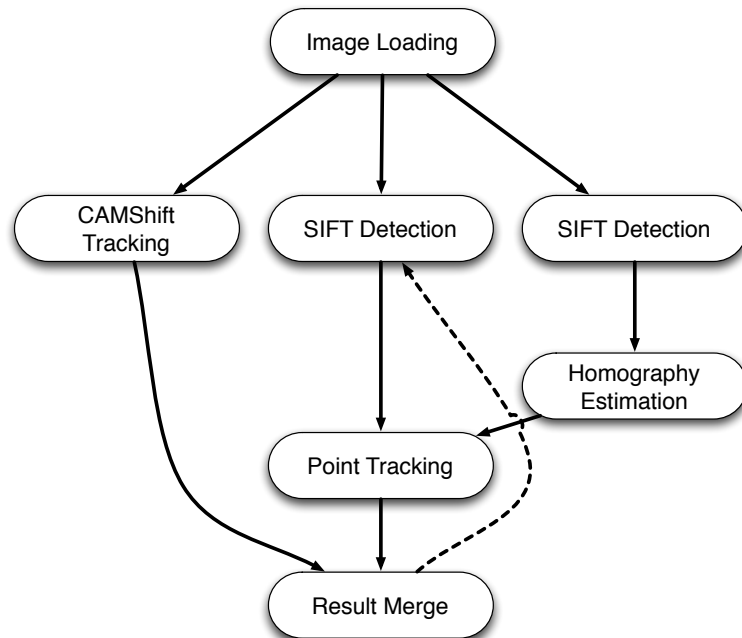 Image Loading
CAMShift
Tracking
SIFT Detection
SIFT Detection
Homography
Estimation
Point Tracking
Result Merge